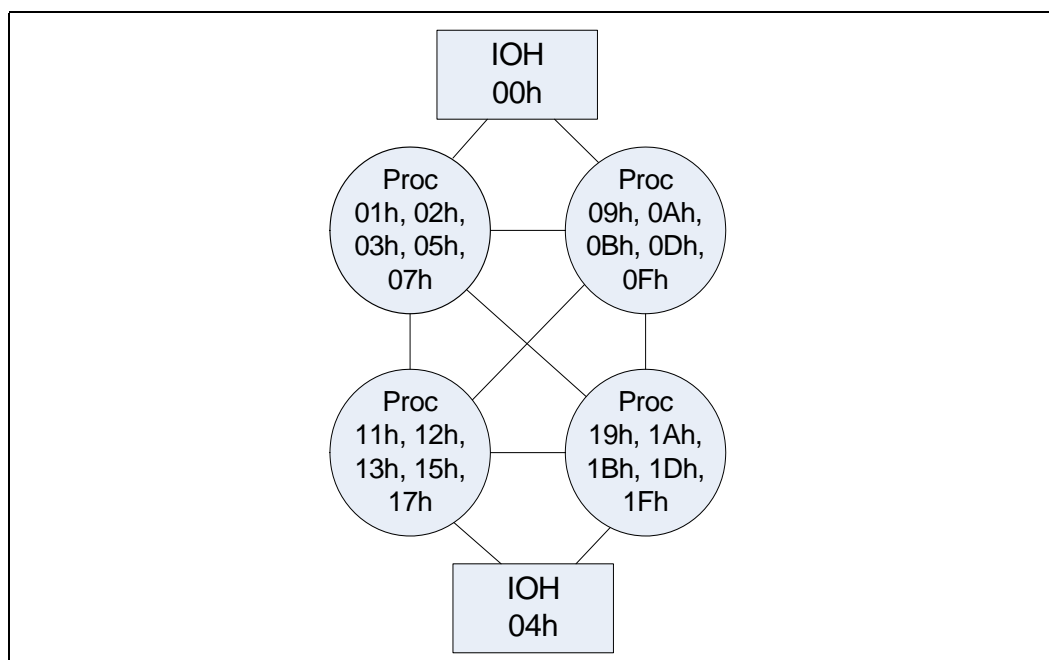 IOH
00h
Proc
01h, 02h,
03h, 05h,
07h
Proc
09h, 0Ah,
0Bh, 0Dh,
0Fh
Proc
11h, 12h,
13h, 15h,
17h
Proc
19h, 1Ah,
1Bh, 1Dh,
1Fh
IOH
04h